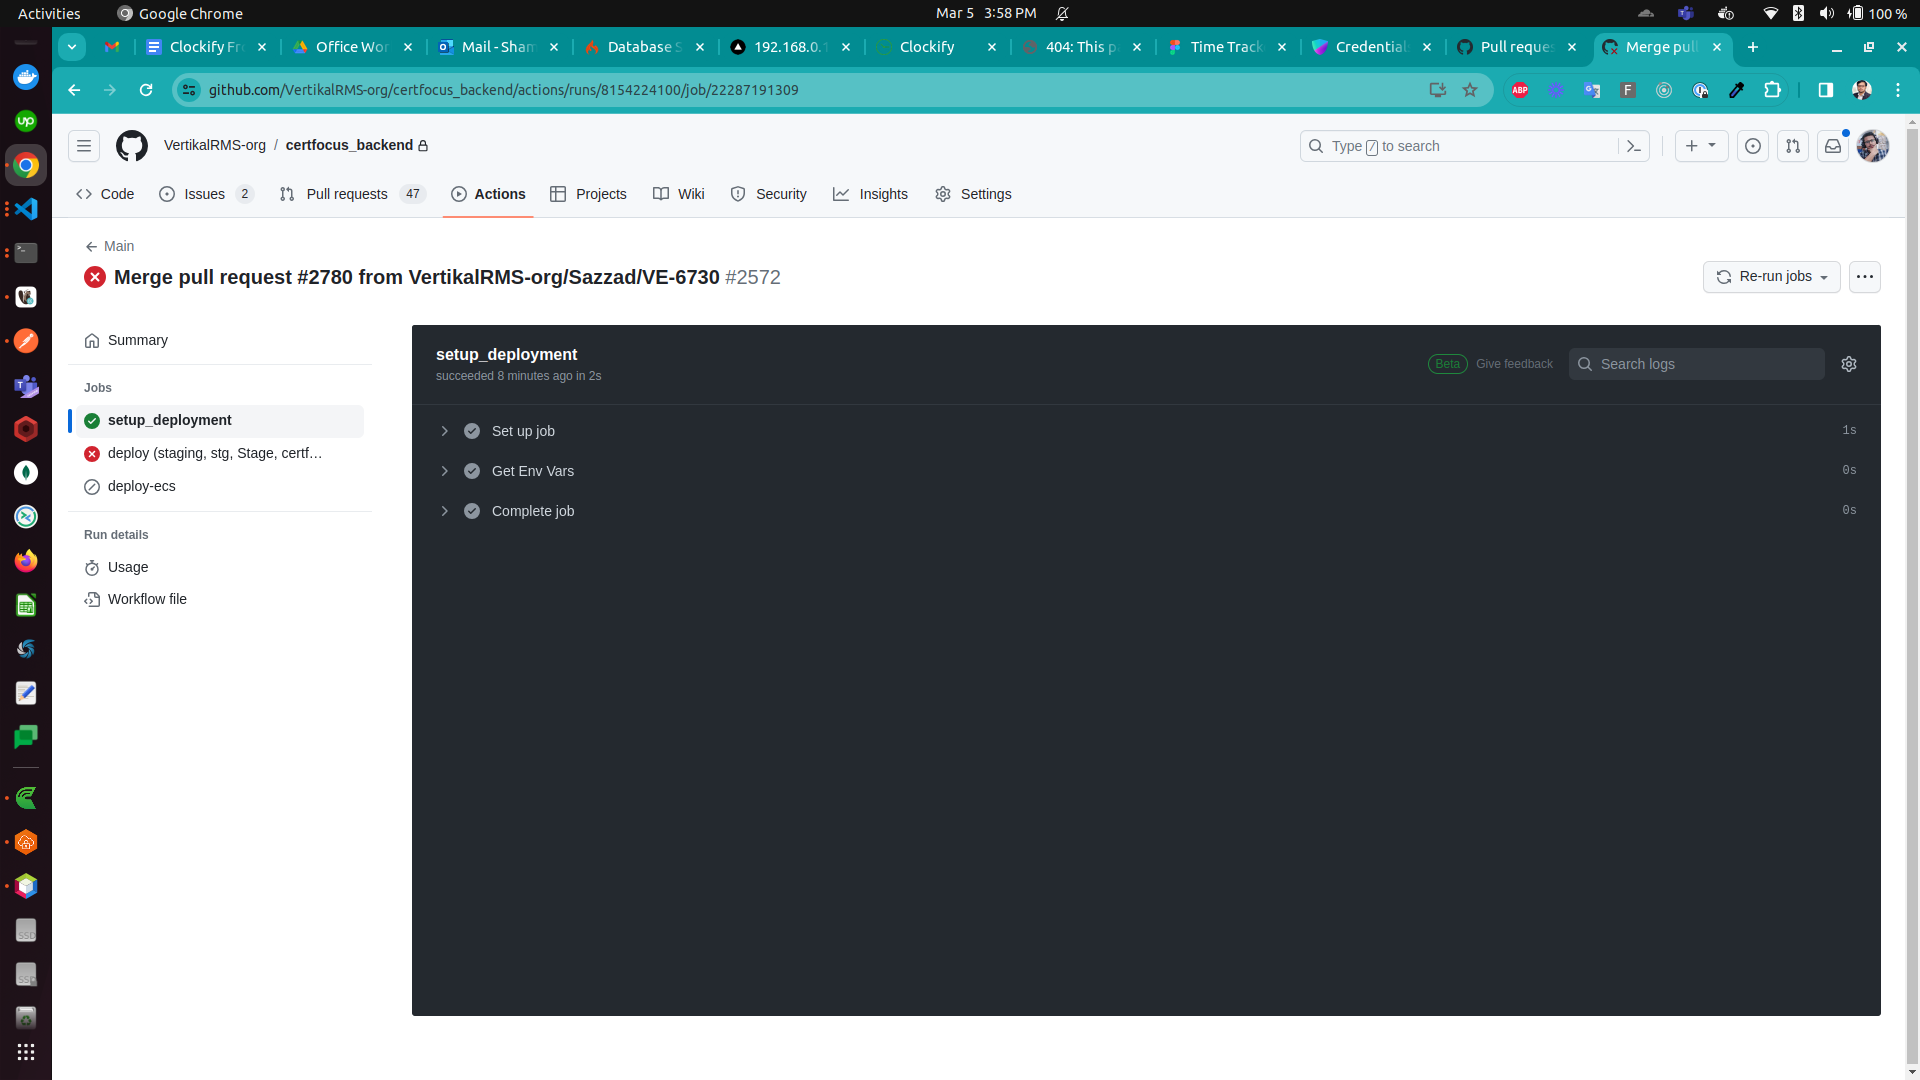 Activities
Google Chrome
Mar 5 3:58 PM
100 %
Clockify Fr
Office Wor
Mail - Sham
Database S
192.168.0.1
Clockify
404: This p
Time Track
Credential
Pull reques
Merge pull
github.com/VertikalRMS-org/certfocus_backend/actions/runs/8154224100/job/22287191309
ABP
F
VertikalRMS-org / certfocus_backend
Type / to search
Code
Issues 2
Pull requests 47
Actions
Projects
Wiki
Security
Insights
Settings
Main
Merge pull request #2780 from VertikalRMS-org/Sazzad/VE-6730 #2572
Re-run jobs
Summary
Jobs
setup_deployment
deploy (staging, stg, Stage, certf…
deploy-ecs
Run details
Usage
Workflow file
setup_deployment
succeeded 8 minutes ago in 2s
Beta
Give feedback
Search logs
Set up job
1s
Get Env Vars
0s
Complete job
0s
up
SSD
SSD